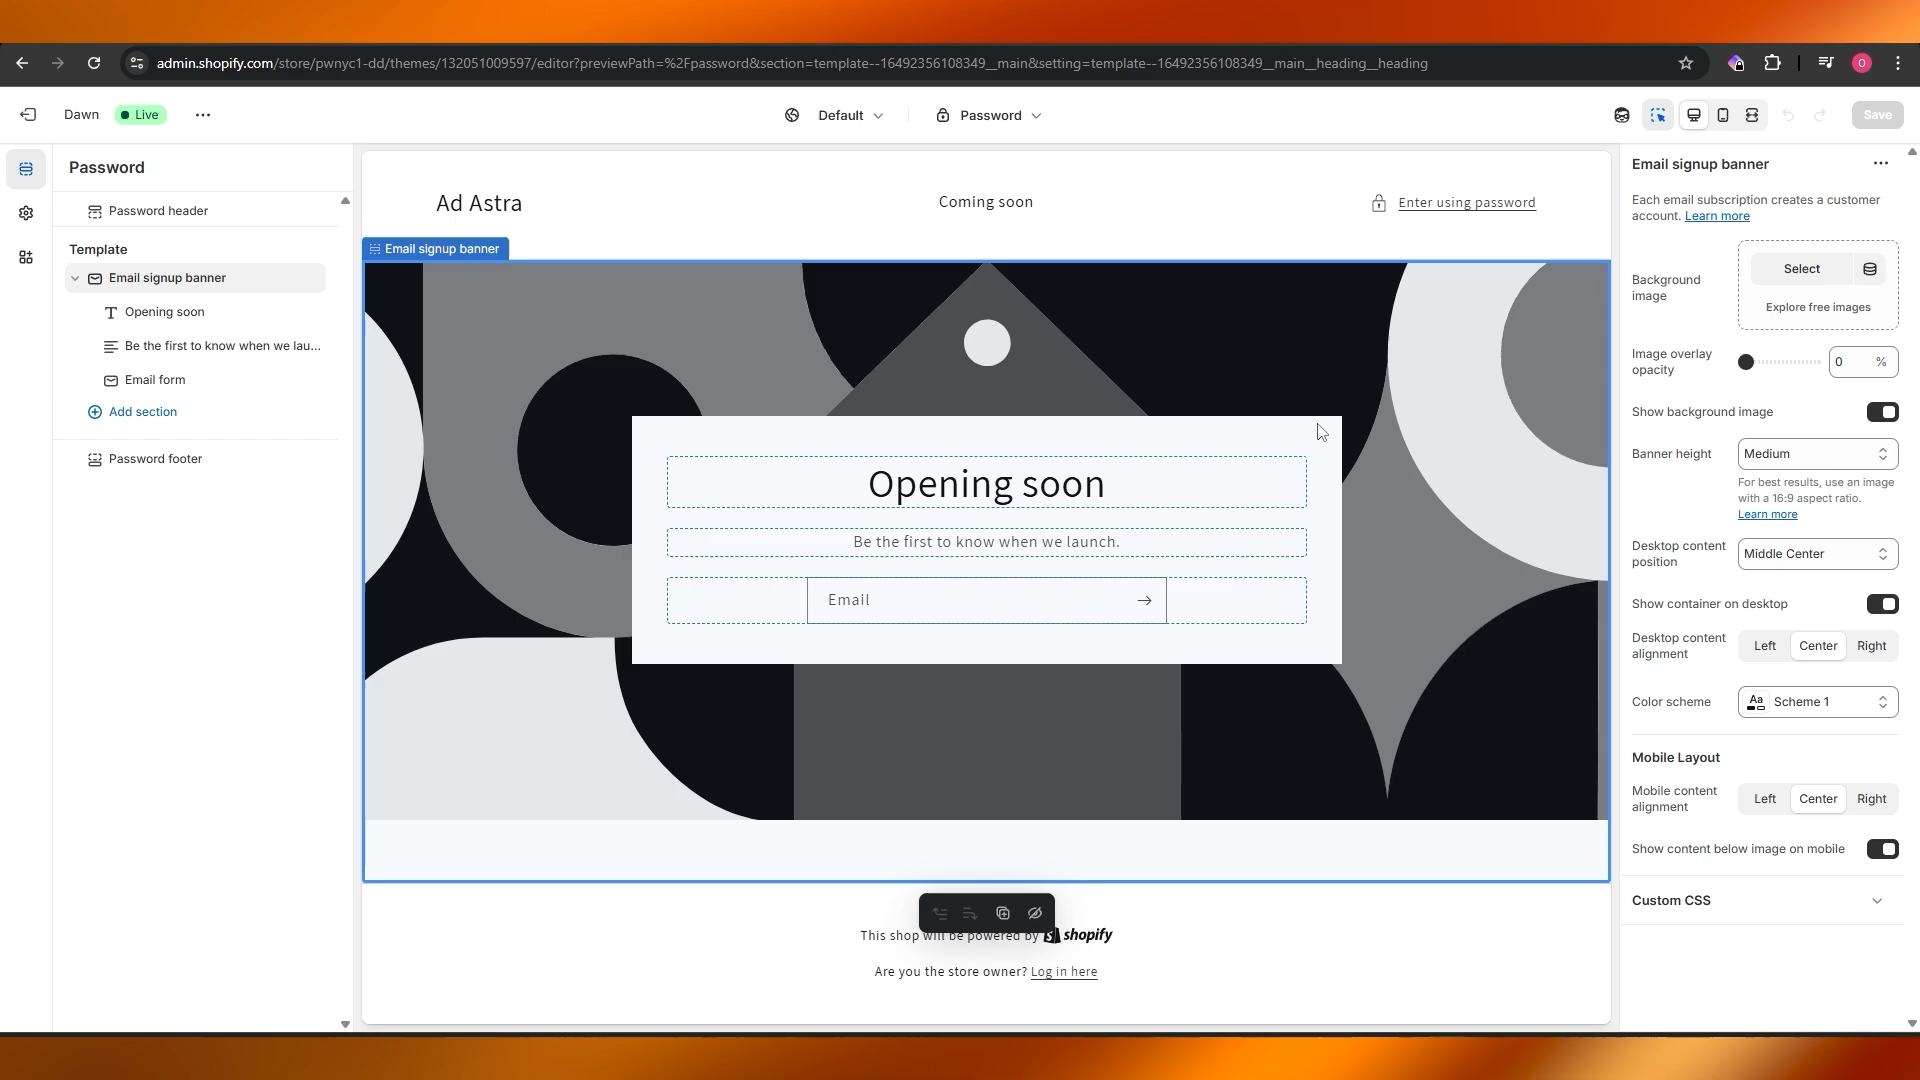 admin.shopify.com/store/pwnyc1-dd/themes/132051009597/editor?previewPath=%2Fpassword&section=template--16492356108349__main&setting=template--16492356108349__main__heading__heading
O
Dawn
Live
Default
Password
Save
Password
Password header
Template
Email signup banner
Opening soon
Be the first to know when we lau...
Email form
Add section
Password footer
Ad Astra
Coming soon
Enter using password
Email signup banner
Opening soon
Be the first to know when we launch.
Email
This shop will be powered by shopify
Are you the store owner? Log in here
Email signup banner
Each email subscription creates a customer
account. Learn more
Background
image
Select
Explore free images
Image overlay
opacity
0 %
Show background image
Banner height
Medium
For best results, use an image
with a 16:9 aspect ratio.
Learn more
Desktop content
position
Middle Center
Show container on desktop
Desktop content
alignment
Left Center Right
Color scheme
Aa Scheme 1
Mobile Layout
Mobile content
alignment
Left Center Right
Show content below image on mobile
Custom CSS